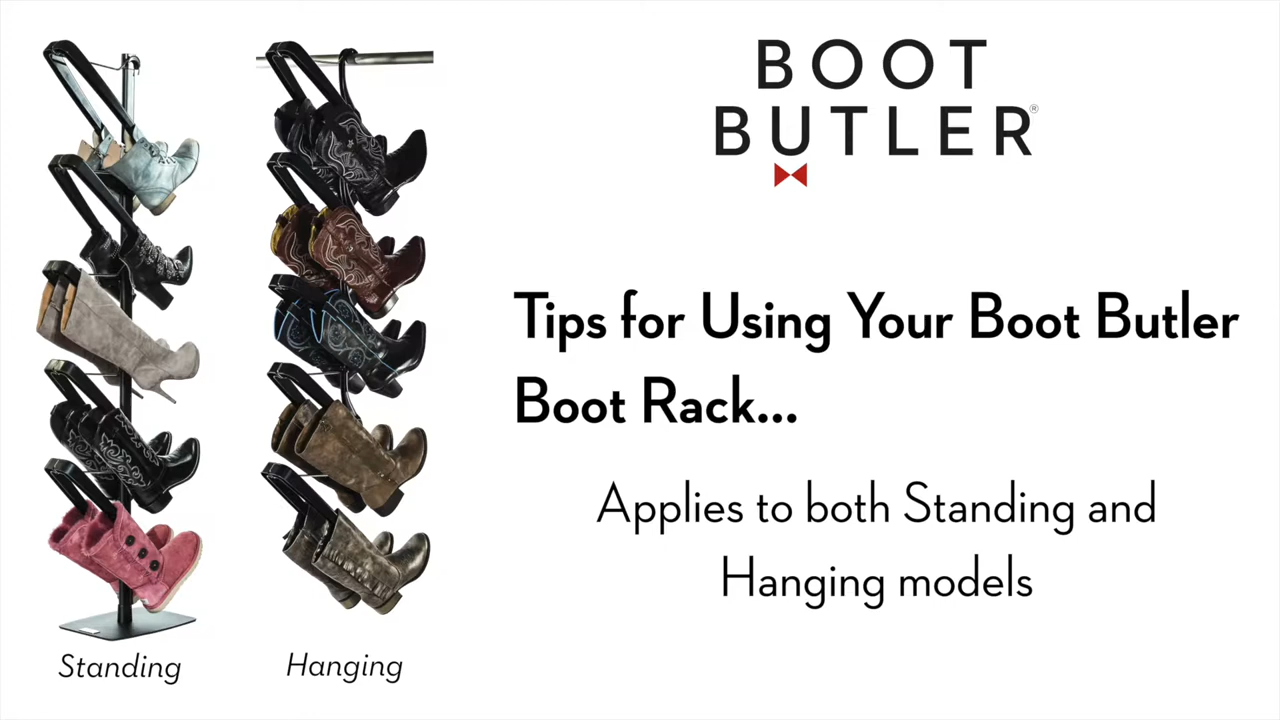 BOOT
BUTLER®
Tips for Using Your Boot Butler
Boot Rack...
Applies to both Standing and
Hanging models
Standing
Hanging